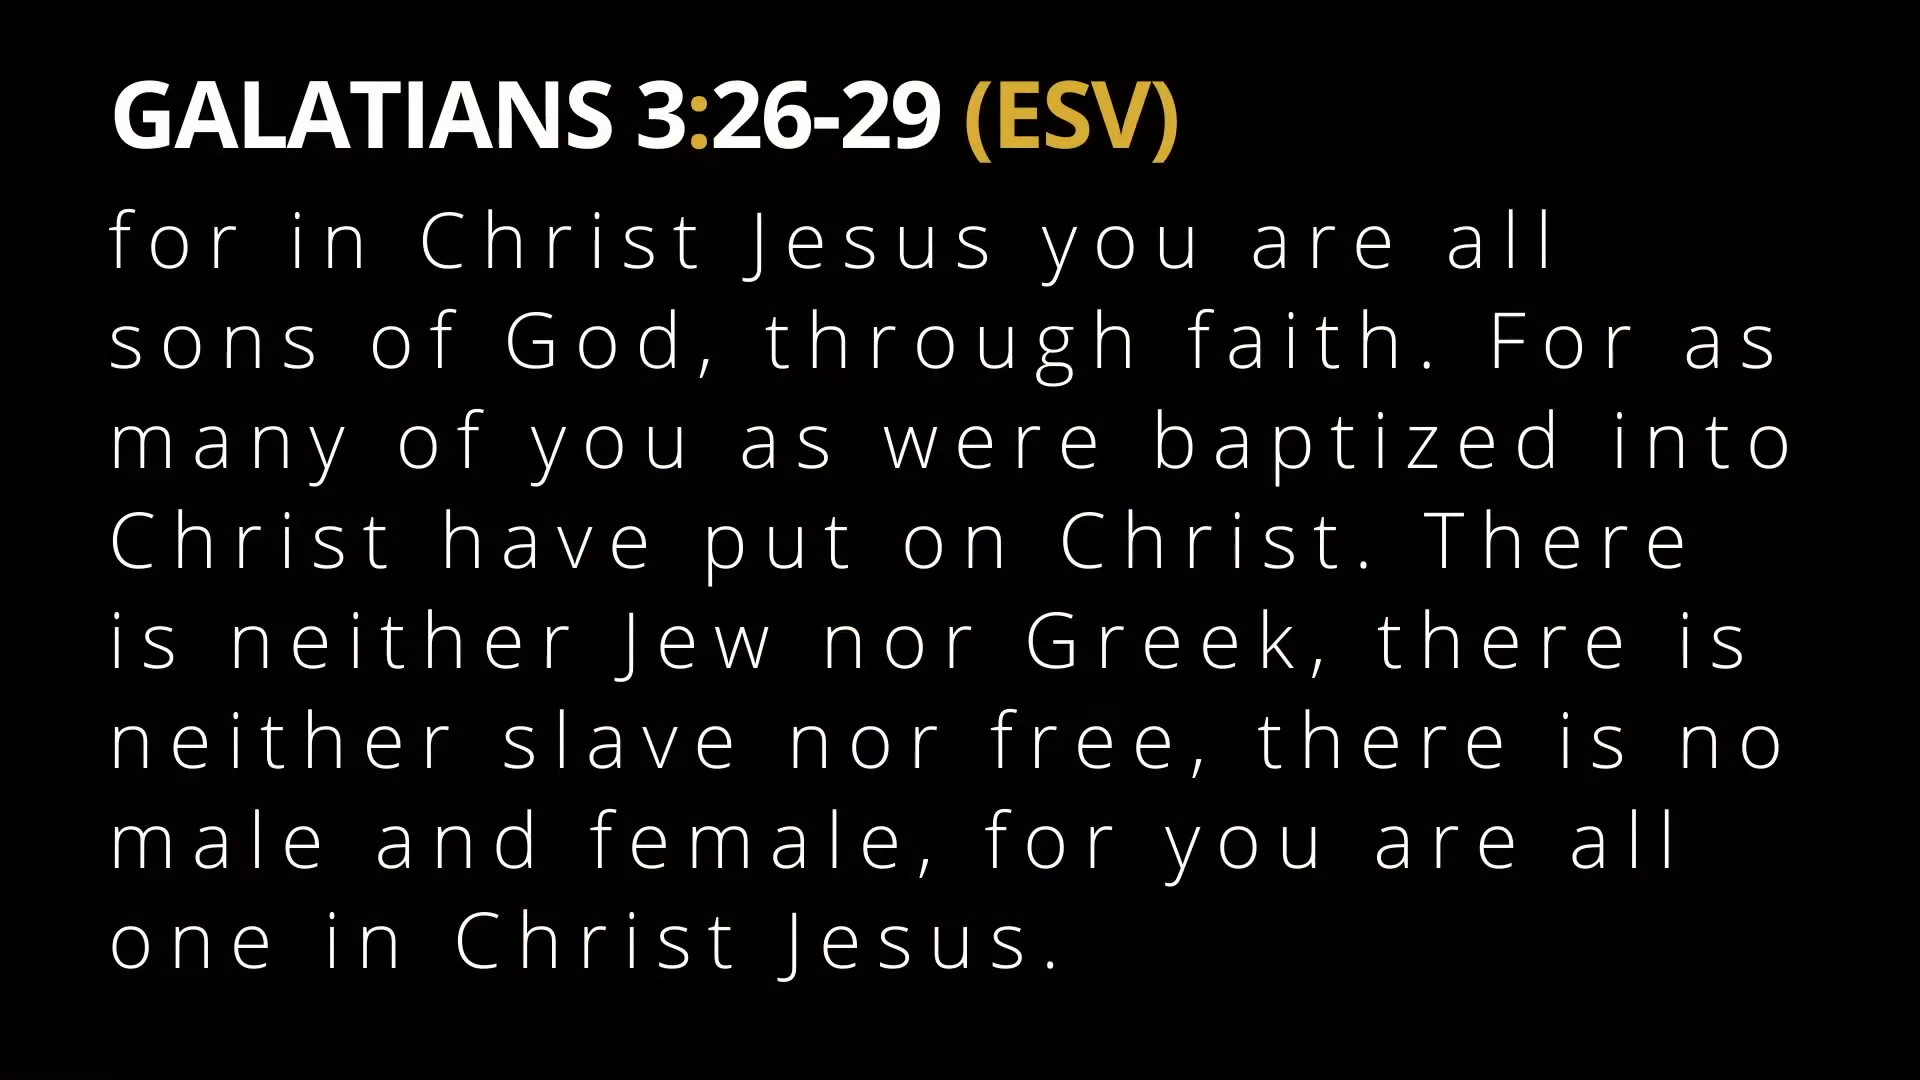 GALATIANS 3:26-29 (ESV)
for in Christ Jesus you are all
sons of God, through faith. For as
many of you as were baptized into
Christ have put on Christ. There
is neither Jew nor Greek, there is
neither slave nor free, there is no
male and female, for you are all
one in Christ Jesus.